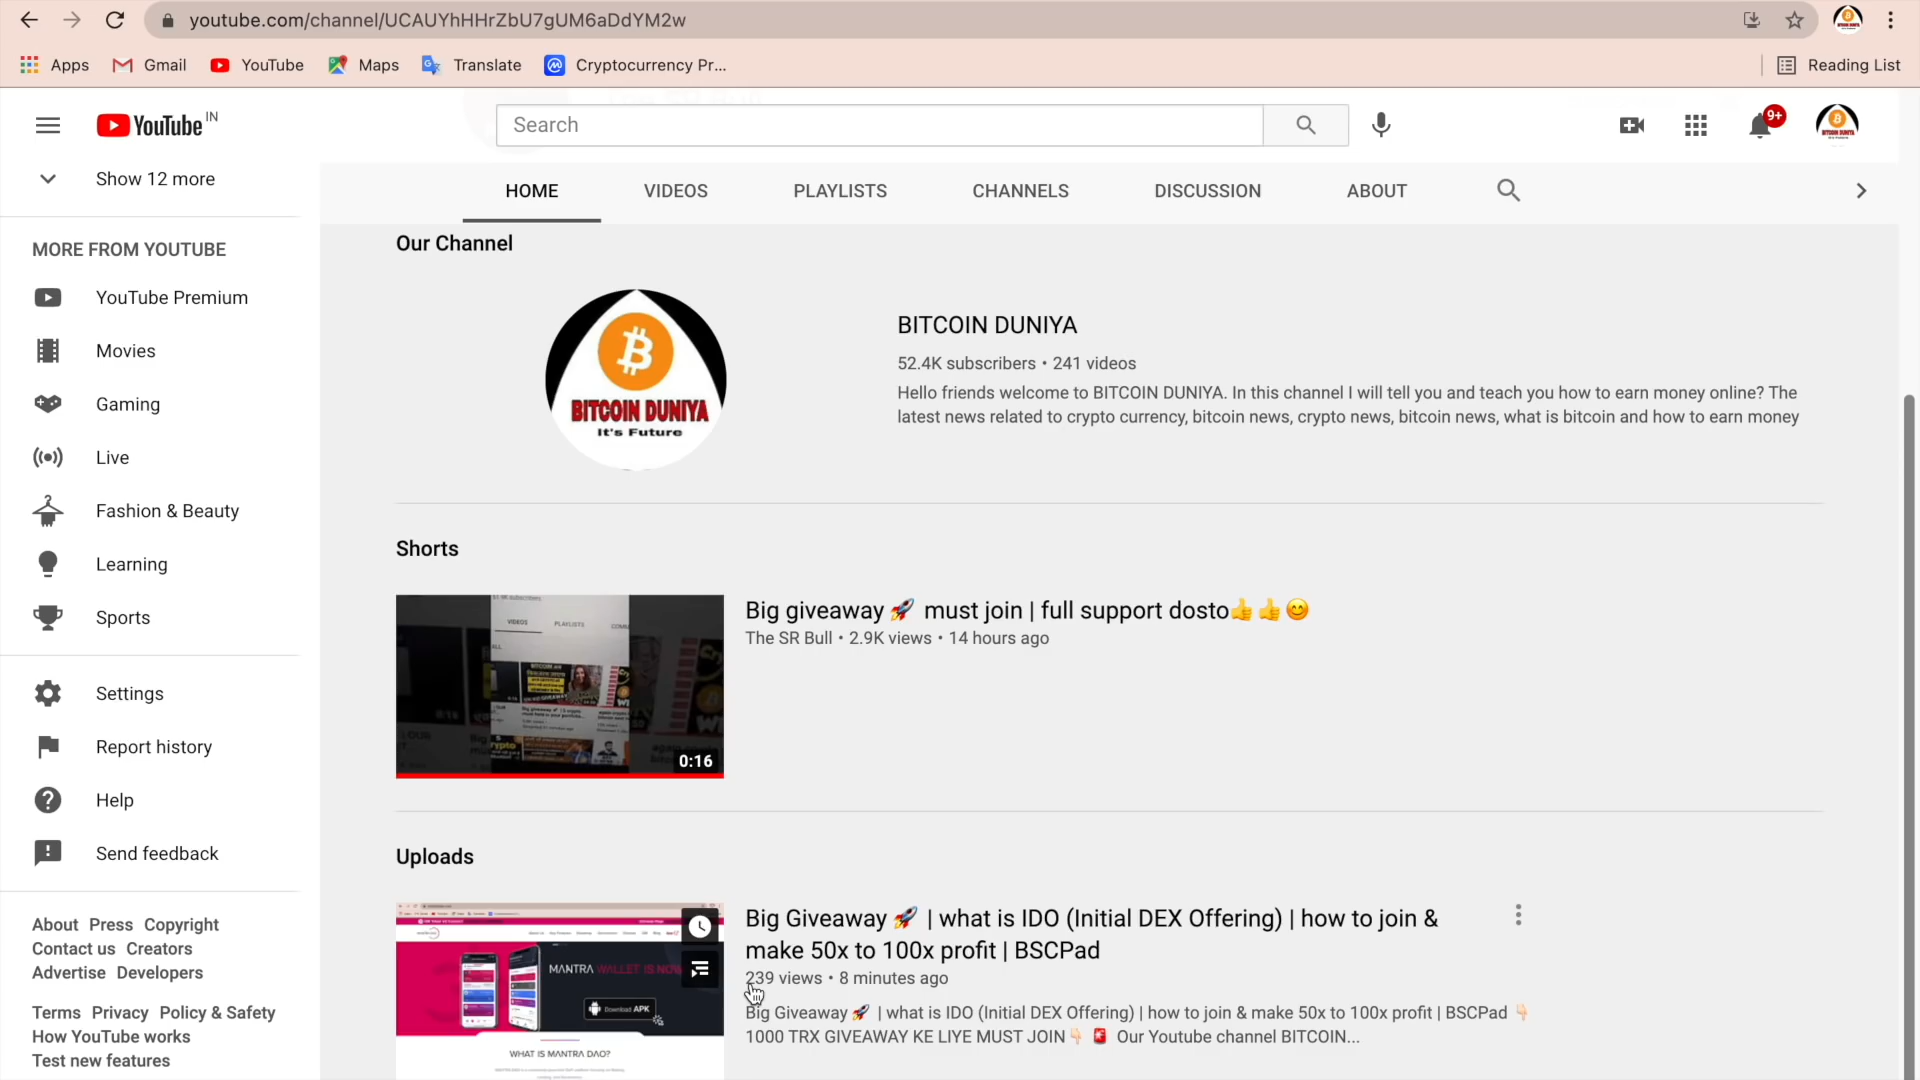 youtube.com/channel/UCAUYhHHrZbU7gUM6aDdYM2w
Apps Gmail YouTube Maps Translate Cryptocurrency Pr... Reading List
YouTube IN
Search
9+
Show 12 more
HOME VIDEOS PLAYLISTS CHANNELS DISCUSSION ABOUT
MORE FROM YOUTUBE
YouTube Premium
Movies
Gaming
Live
Fashion & Beauty
Learning
Sports
Settings
Report history
Help
Send feedback
About Press Copyright
Contact us Creators
Advertise Developers
Terms Privacy Policy & Safety
How YouTube works
Test new features
Our Channel
BITCOIN DUNIYA
It's Future
BITCOIN DUNIYA
52.4K subscribers • 241 videos
Hello friends welcome to BITCOIN DUNIYA. In this channel I will tell you and teach you how to earn money online? The
latest news related to crypto currency, bitcoin news, crypto news, bitcoin news, what is bitcoin and how to earn money
Shorts
VIDEOS PLAYLISTS
0:16
Big giveaway 🚀 must join | full support dosto👍👍😊
The SR Bull • 2.9K views • 14 hours ago
Uploads
MANTRA WALLET IS NOW
Download APK
WHAT IS MANTRA DAO?
Big Giveaway 🚀 | what is IDO (Initial DEX Offering) | how to join &
make 50x to 100x profit | BSCPad
239 views • 8 minutes ago
Big Giveaway 🚀 | what is IDO (Initial DEX Offering) | how to join & make 50x to 100x profit | BSCPad 👇🏻
1000 TRX GIVEAWAY KE LIYE MUST JOIN👇🏻 🚨 Our Youtube channel BITCOIN...